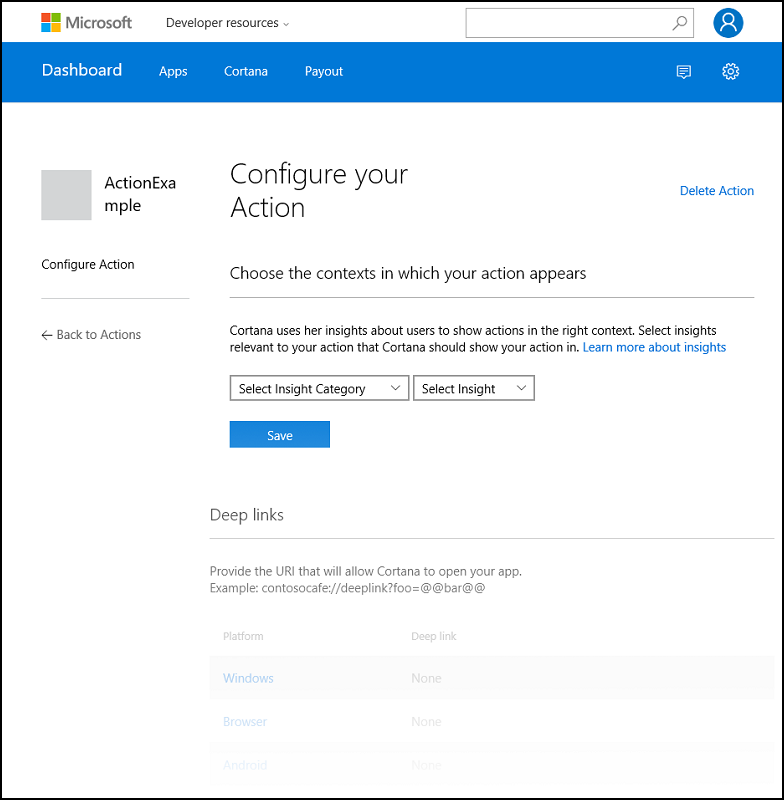 Microsoft
Developer resources
Dashboard
Apps
Cortana
Payout
ActionExa
mple
Configure your
Action
Delete Action
Configure Action
Choose the contexts in which your action appears
← Back to Actions
Cortana uses her insights about users to show actions in the right context. Select insights
relevant to your action that Cortana should show your action in. Learn more about insights
Select Insight Category
Select Insight
Save
Deep links
Provide the URI that will allow Cortana to open your app.
Example: contosocafe://deeplink?foo=@@bar@@
Platform
Deep link
Windows
None
Browser
None
Android
None